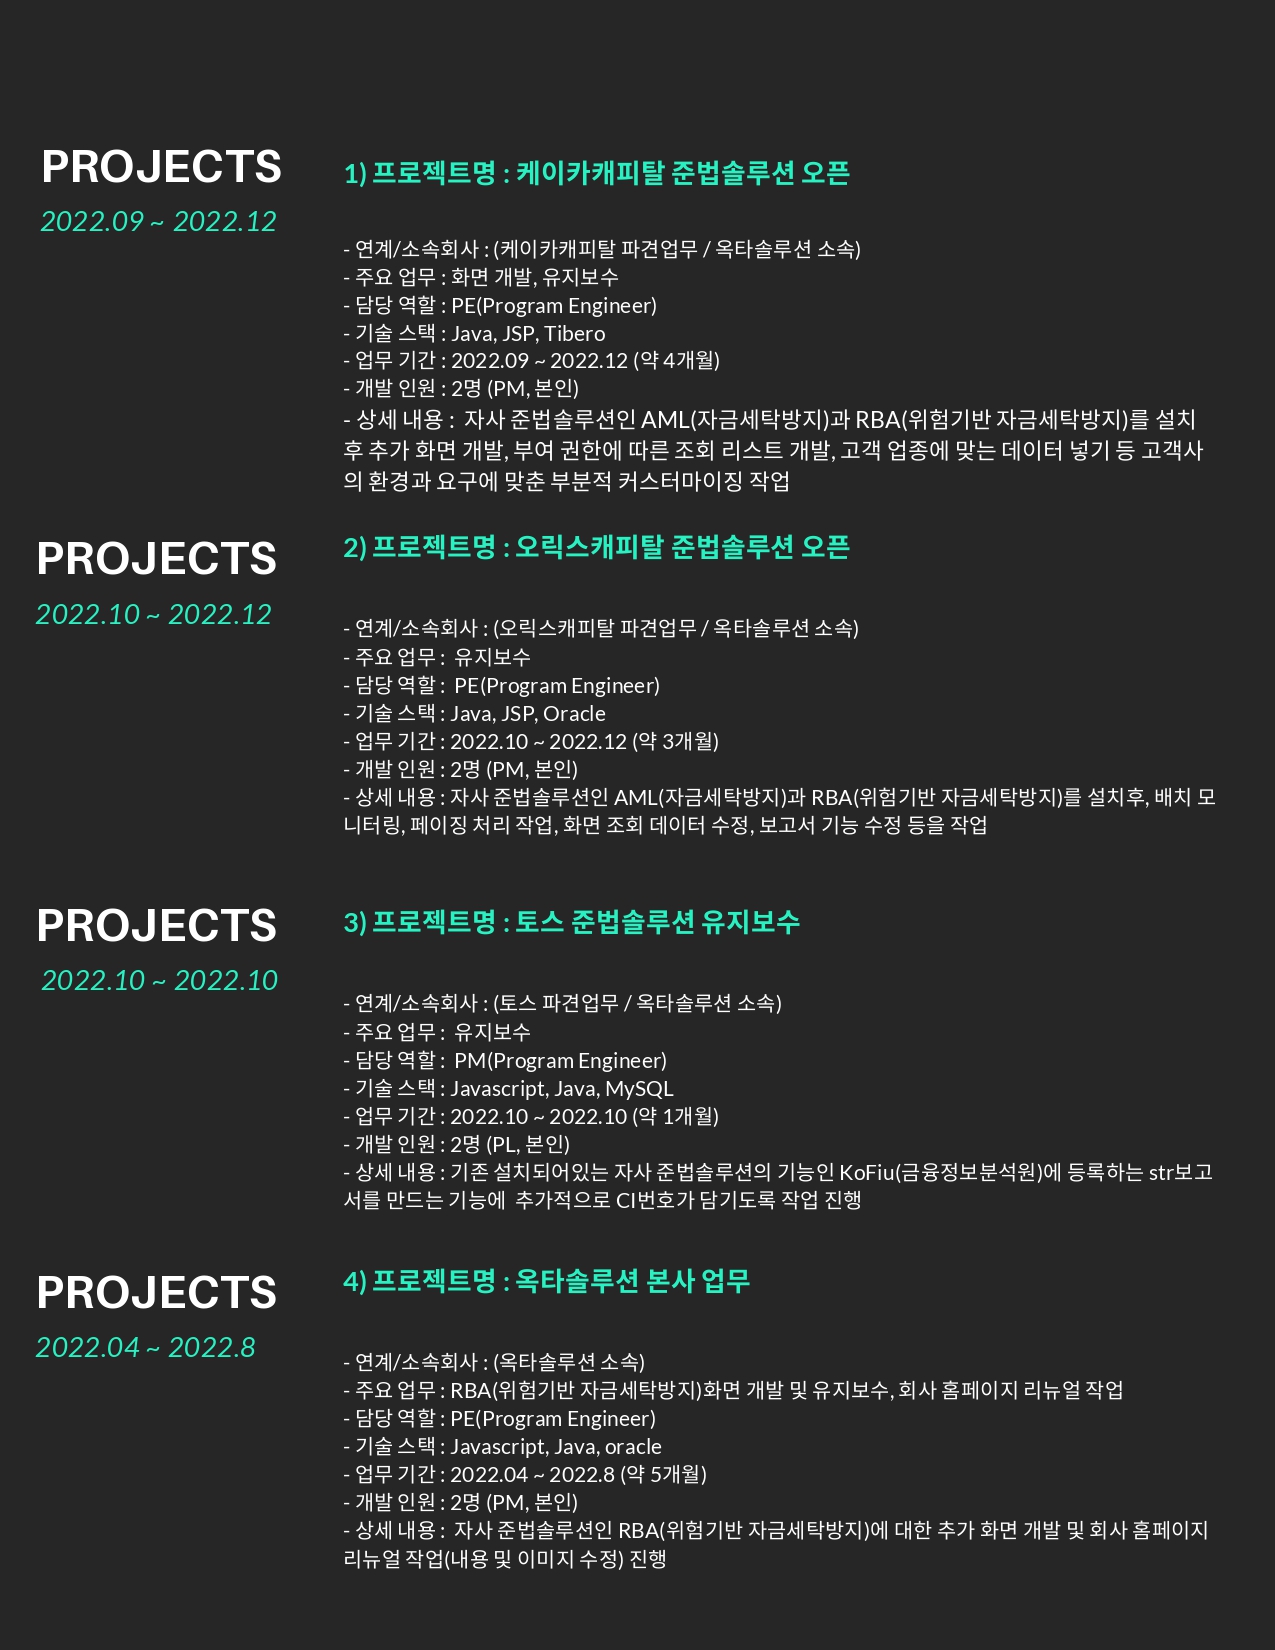 PROJECTS
2022.09 ~ 2022.12
1) 프로젝트명 : 케이카캐피탈 준법솔루션 오픈
- 연계/소속회사 : (케이카캐피탈 파견업무 / 옥타솔루션 소속)
- 주요 업무 : 화면 개발, 유지보수
- 담당 역할 : PE(Program Engineer)
- 기술 스택 : Java, JSP, Tibero
- 업무 기간 : 2022.09 ~ 2022.12 (약 4개월)
- 개발 인원 : 2명 (PM, 본인)
- 상세 내용 : 자사 준법솔루션인 AML(자금세탁방지)과 RBA(위험기반 자금세탁방지)를 설치
후 추가 화면 개발, 부여 권한에 따른 조회 리스트 개발, 고객 업종에 맞는 데이터 넣기 등 고객사
의 환경과 요구에 맞춘 부분적 커스터마이징 작업
PROJECTS
2022.10 ~ 2022.12
2) 프로젝트명 : 오릭스캐피탈 준법솔루션 오픈
- 연계/소속회사 : (오릭스캐피탈 파견업무 / 옥타솔루션 소속)
- 주요 업무 : 유지보수
- 담당 역할 : PE(Program Engineer)
- 기술 스택 : Java, JSP, Oracle
- 업무 기간 : 2022.10 ~ 2022.12 (약 3개월)
- 개발 인원 : 2명 (PM, 본인)
- 상세 내용 : 자사 준법솔루션인 AML(자금세탁방지)과 RBA(위험기반 자금세탁방지)를 설치후, 배치 모
니터링, 페이징 처리 작업, 화면 조회 데이터 수정, 보고서 기능 수정 등을 작업
PROJECTS
2022.10 ~ 2022.10
3) 프로젝트명 : 토스 준법솔루션 유지보수
- 연계/소속회사 : (토스 파견업무 / 옥타솔루션 소속)
- 주요 업무 : 유지보수
- 담당 역할 : PM(Program Engineer)
- 기술 스택 : Javascript, Java, MySQL
- 업무 기간 : 2022.10 ~ 2022.10 (약 1개월)
- 개발 인원 : 2명 (PL, 본인)
- 상세 내용 : 기존 설치되어있는 자사 준법솔루션의 기능인 KoFiu(금융정보분석원)에 등록하는 str보고
서를 만드는 기능에 추가적으로 CI번호가 담기도록 작업 진행
PROJECTS
2022.04 ~ 2022.8
4) 프로젝트명 : 옥타솔루션 본사 업무
- 연계/소속회사 : (옥타솔루션 소속)
- 주요 업무 : RBA(위험기반 자금세탁방지)화면 개발 및 유지보수, 회사 홈페이지 리뉴얼 작업
- 담당 역할 : PE(Program Engineer)
- 기술 스택 : Javascript, Java, oracle
- 업무 기간 : 2022.04 ~ 2022.8 (약 5개월)
- 개발 인원 : 2명 (PM, 본인)
- 상세 내용 : 자사 준법솔루션인 RBA(위험기반 자금세탁방지)에 대한 추가 화면 개발 및 회사 홈페이지
리뉴얼 작업(내용 및 이미지 수정) 진행